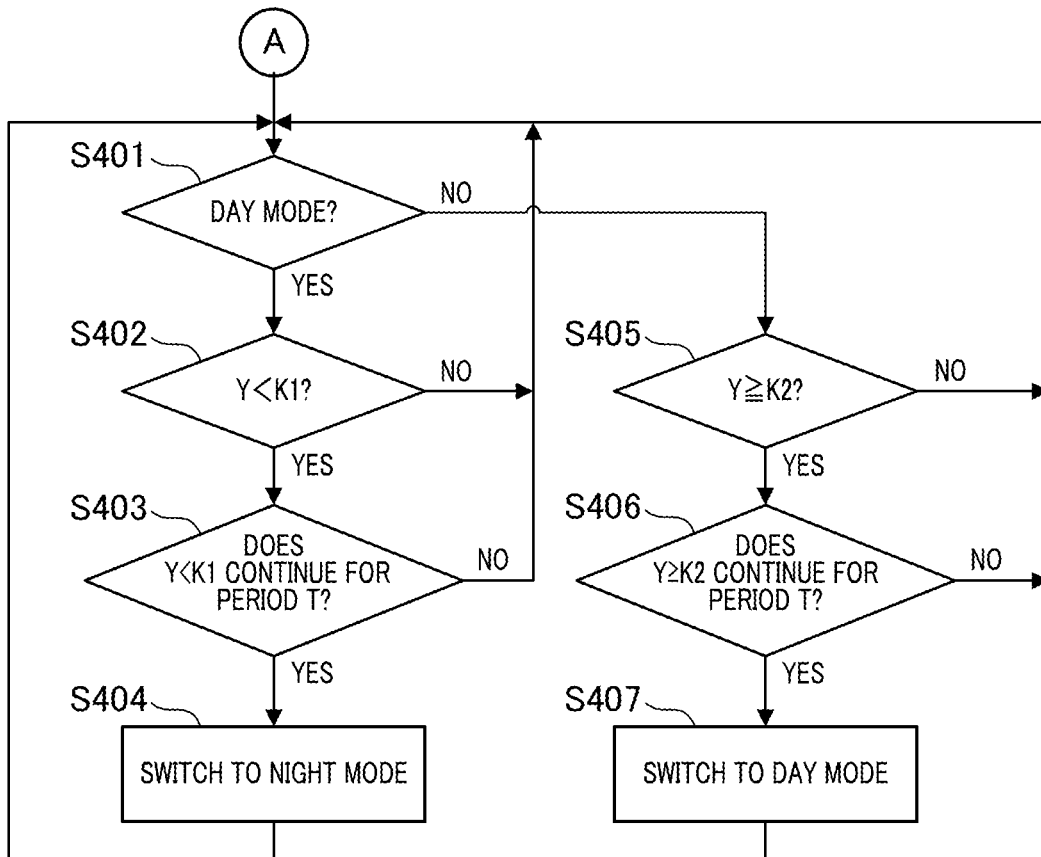 A
S401
DAY MODE?
NO
YES
S402
Y<K1?
NO
YES
S403
DOES
Y<K1 CONTINUE FOR
PERIOD T?
NO
YES
S404
SWITCH TO NIGHT MODE
S405
Y≧K2?
NO
YES
S406
DOES
Y≥K2 CONTINUE FOR
PERIOD T?
NO
YES
S407
SWITCH TO DAY MODE